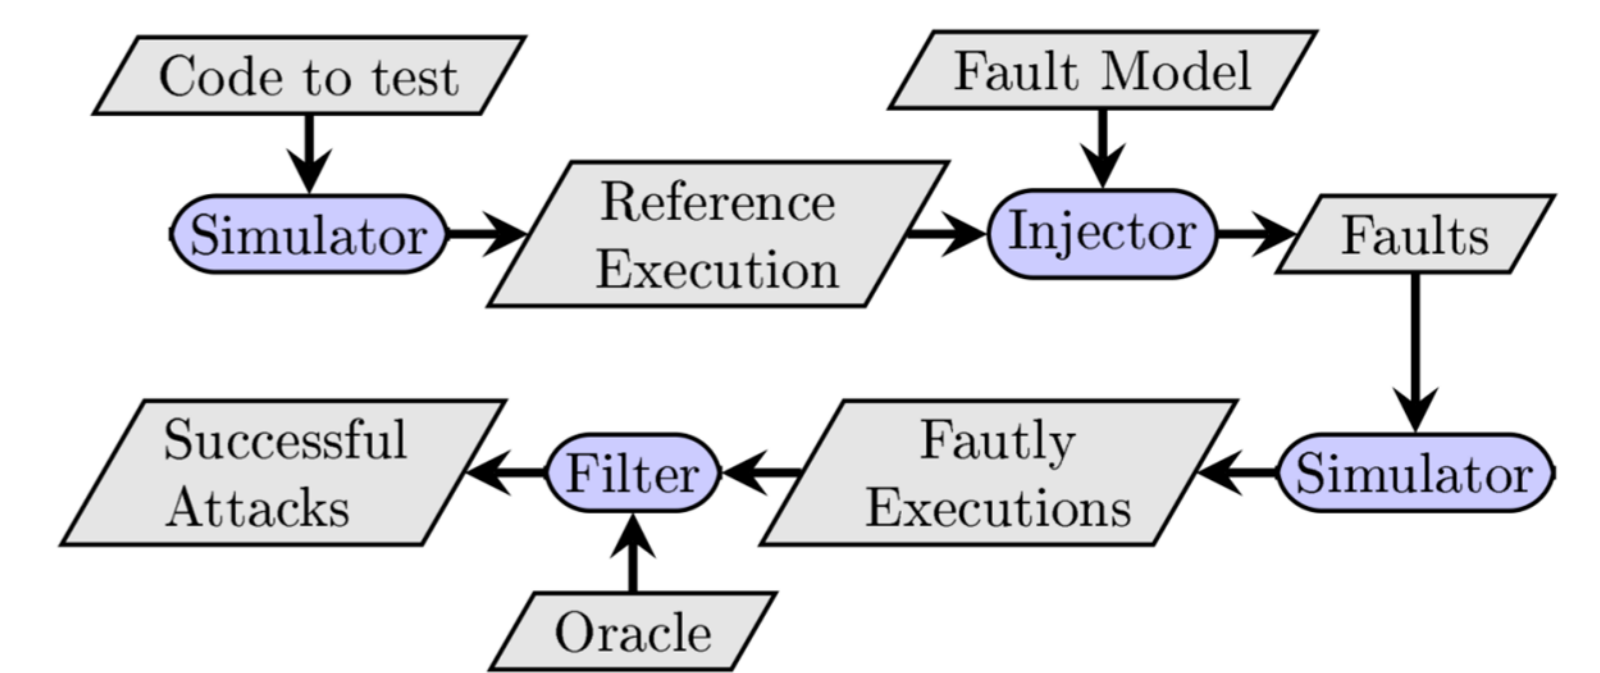 Code to test
Fault Model
Simulator
Reference
Execution
Injector
Faults
Successful
Attacks
Filter
Fautly
Executions
Simulator
Oracle